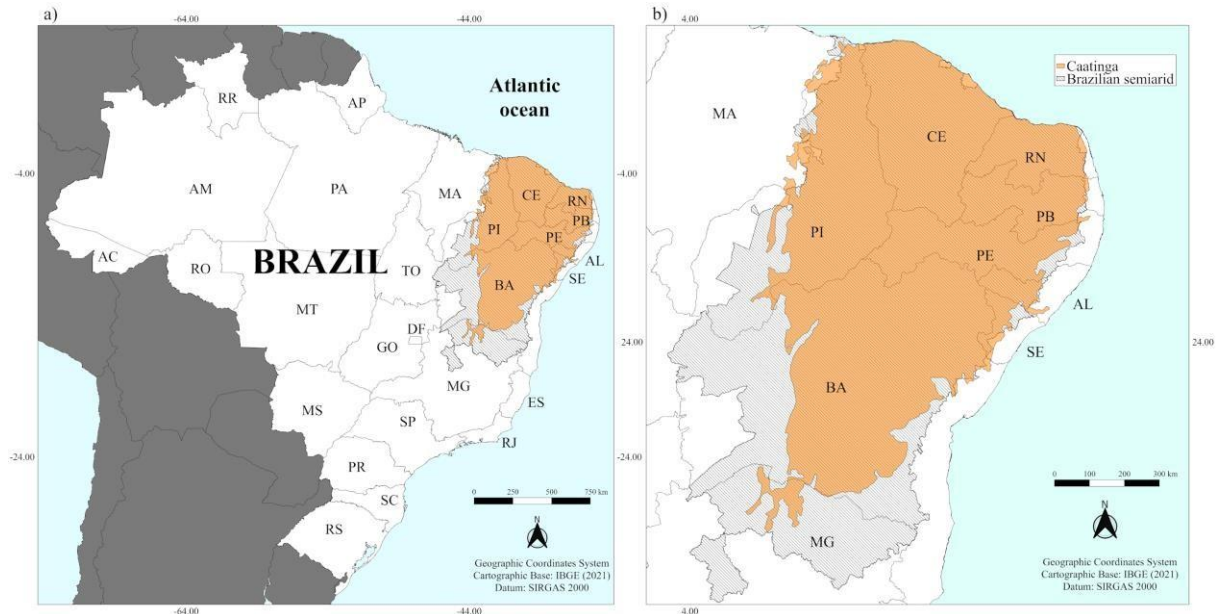 a)
-64.00
-44.00
RR
AP
Atlantic
ocean
-4.00
AM
PA
MA
CE
RN
PB
PI
PE
AL
SE
AC
RO
BRAZIL
TO
BA
MT
DF
GO
MG
ES
MS
SP
RJ
-24.00
PR
SC
RS
0 250 500 750 km
N
Geographic Coordinates System
Cartographic Base: IBGE (2021)
Datum: SIRGAS 2000
-64.00
-44.00
b)
4.00
Caatinga
Brazilian semiarid
MA
CE
RN
-4.00
PB
PI
PE
AL
SE
24.00
24.00
BA
-24.00
MG
0 100 200 300 km
N
Geographic Coordinates System
Cartographic Base: IBGE (2021)
Datum: SIRGAS 2000
4.00